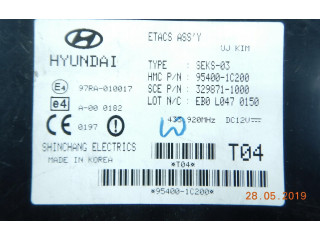 ETACS ASS'Y
UJ KIM
HYUNDAI
TYPE : SEKS-03
E4 97RA-010017
HMC P/N : 95400-1C200
SCE P/N : 329871-1000
e4 A-00 0182
LOT N/C : EB0 L047 0150
CE 0197
433.920MHz DC12V
SHINCHANG ELECTRICS
MADE IN KOREA
*T04*
T04
*95400-1C200*
28.05.2019